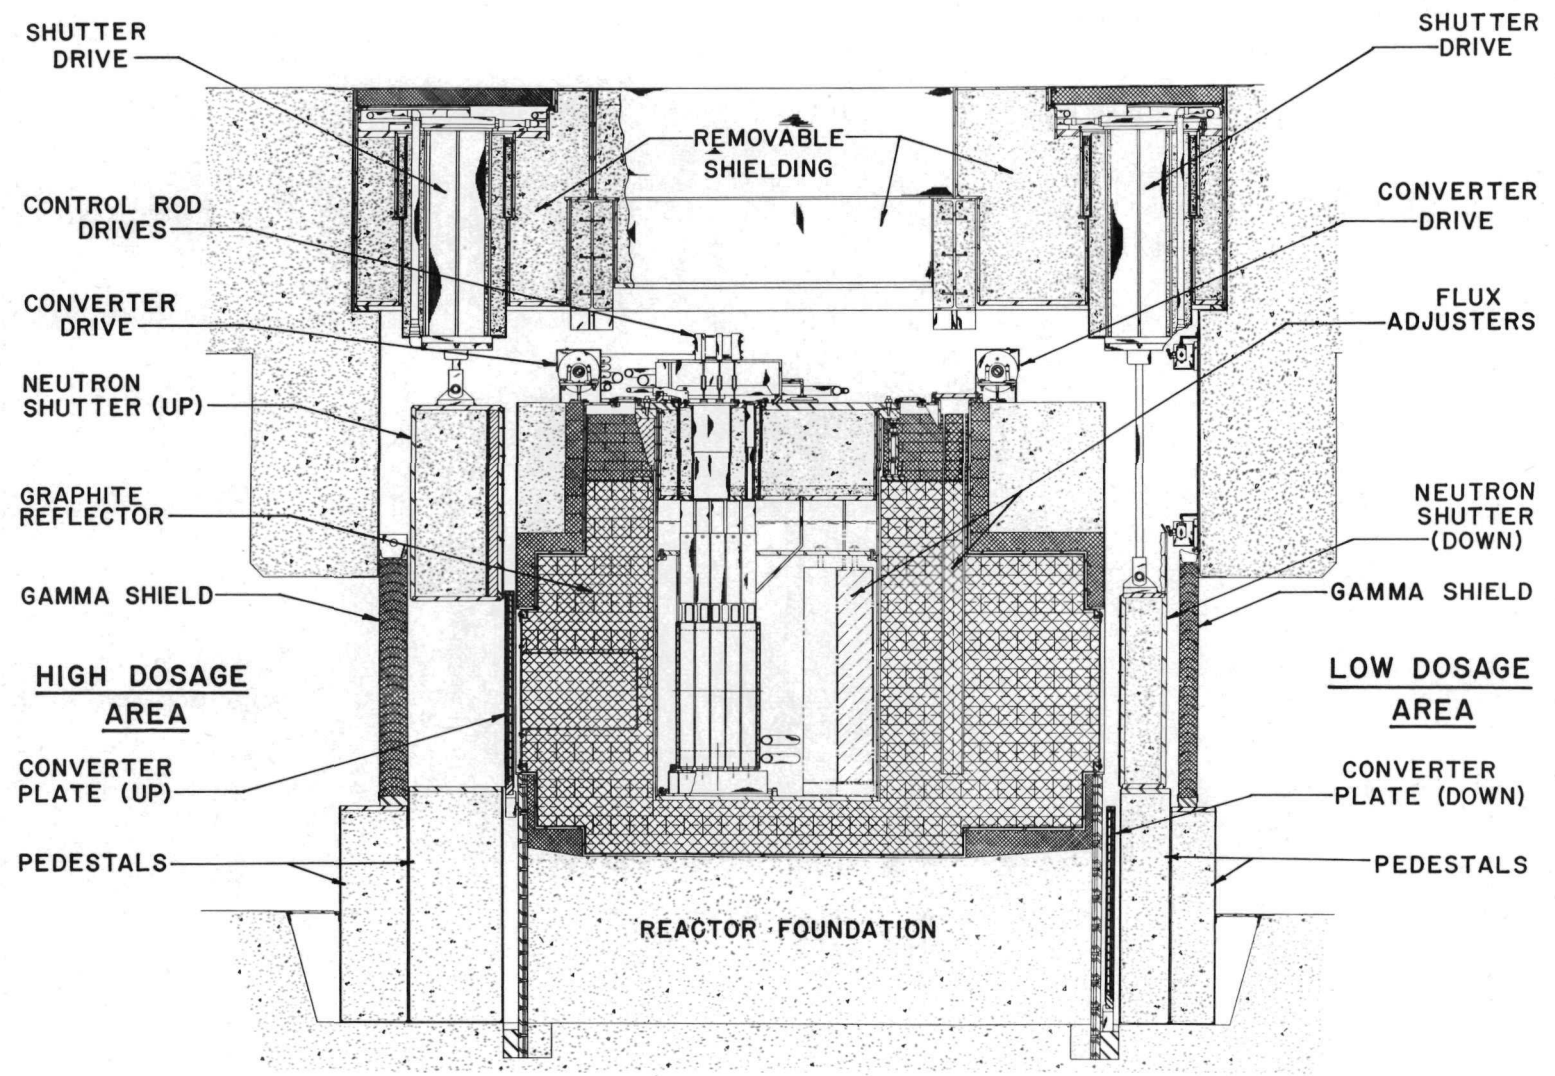 SHUTTER
DRIVE
CONTROL ROD
DRIVES
CONVERTER
DRIVE
NEUTRON
SHUTTER (UP)
GRAPHITE
REFLECTOR
GAMMA SHIELD
HIGH DOSAGE
AREA
CONVERTER
PLATE (UP)
PEDESTALS
REMOVABLE
SHIELDING
REACTOR FOUNDATION
SHUTTER
DRIVE
CONVERTER
DRIVE
FLUX
ADJUSTERS
NEUTRON
SHUTTER
(DOWN)
GAMMA SHIELD
LOW DOSAGE
AREA
CONVERTER
PLATE (DOWN)
PEDESTALS